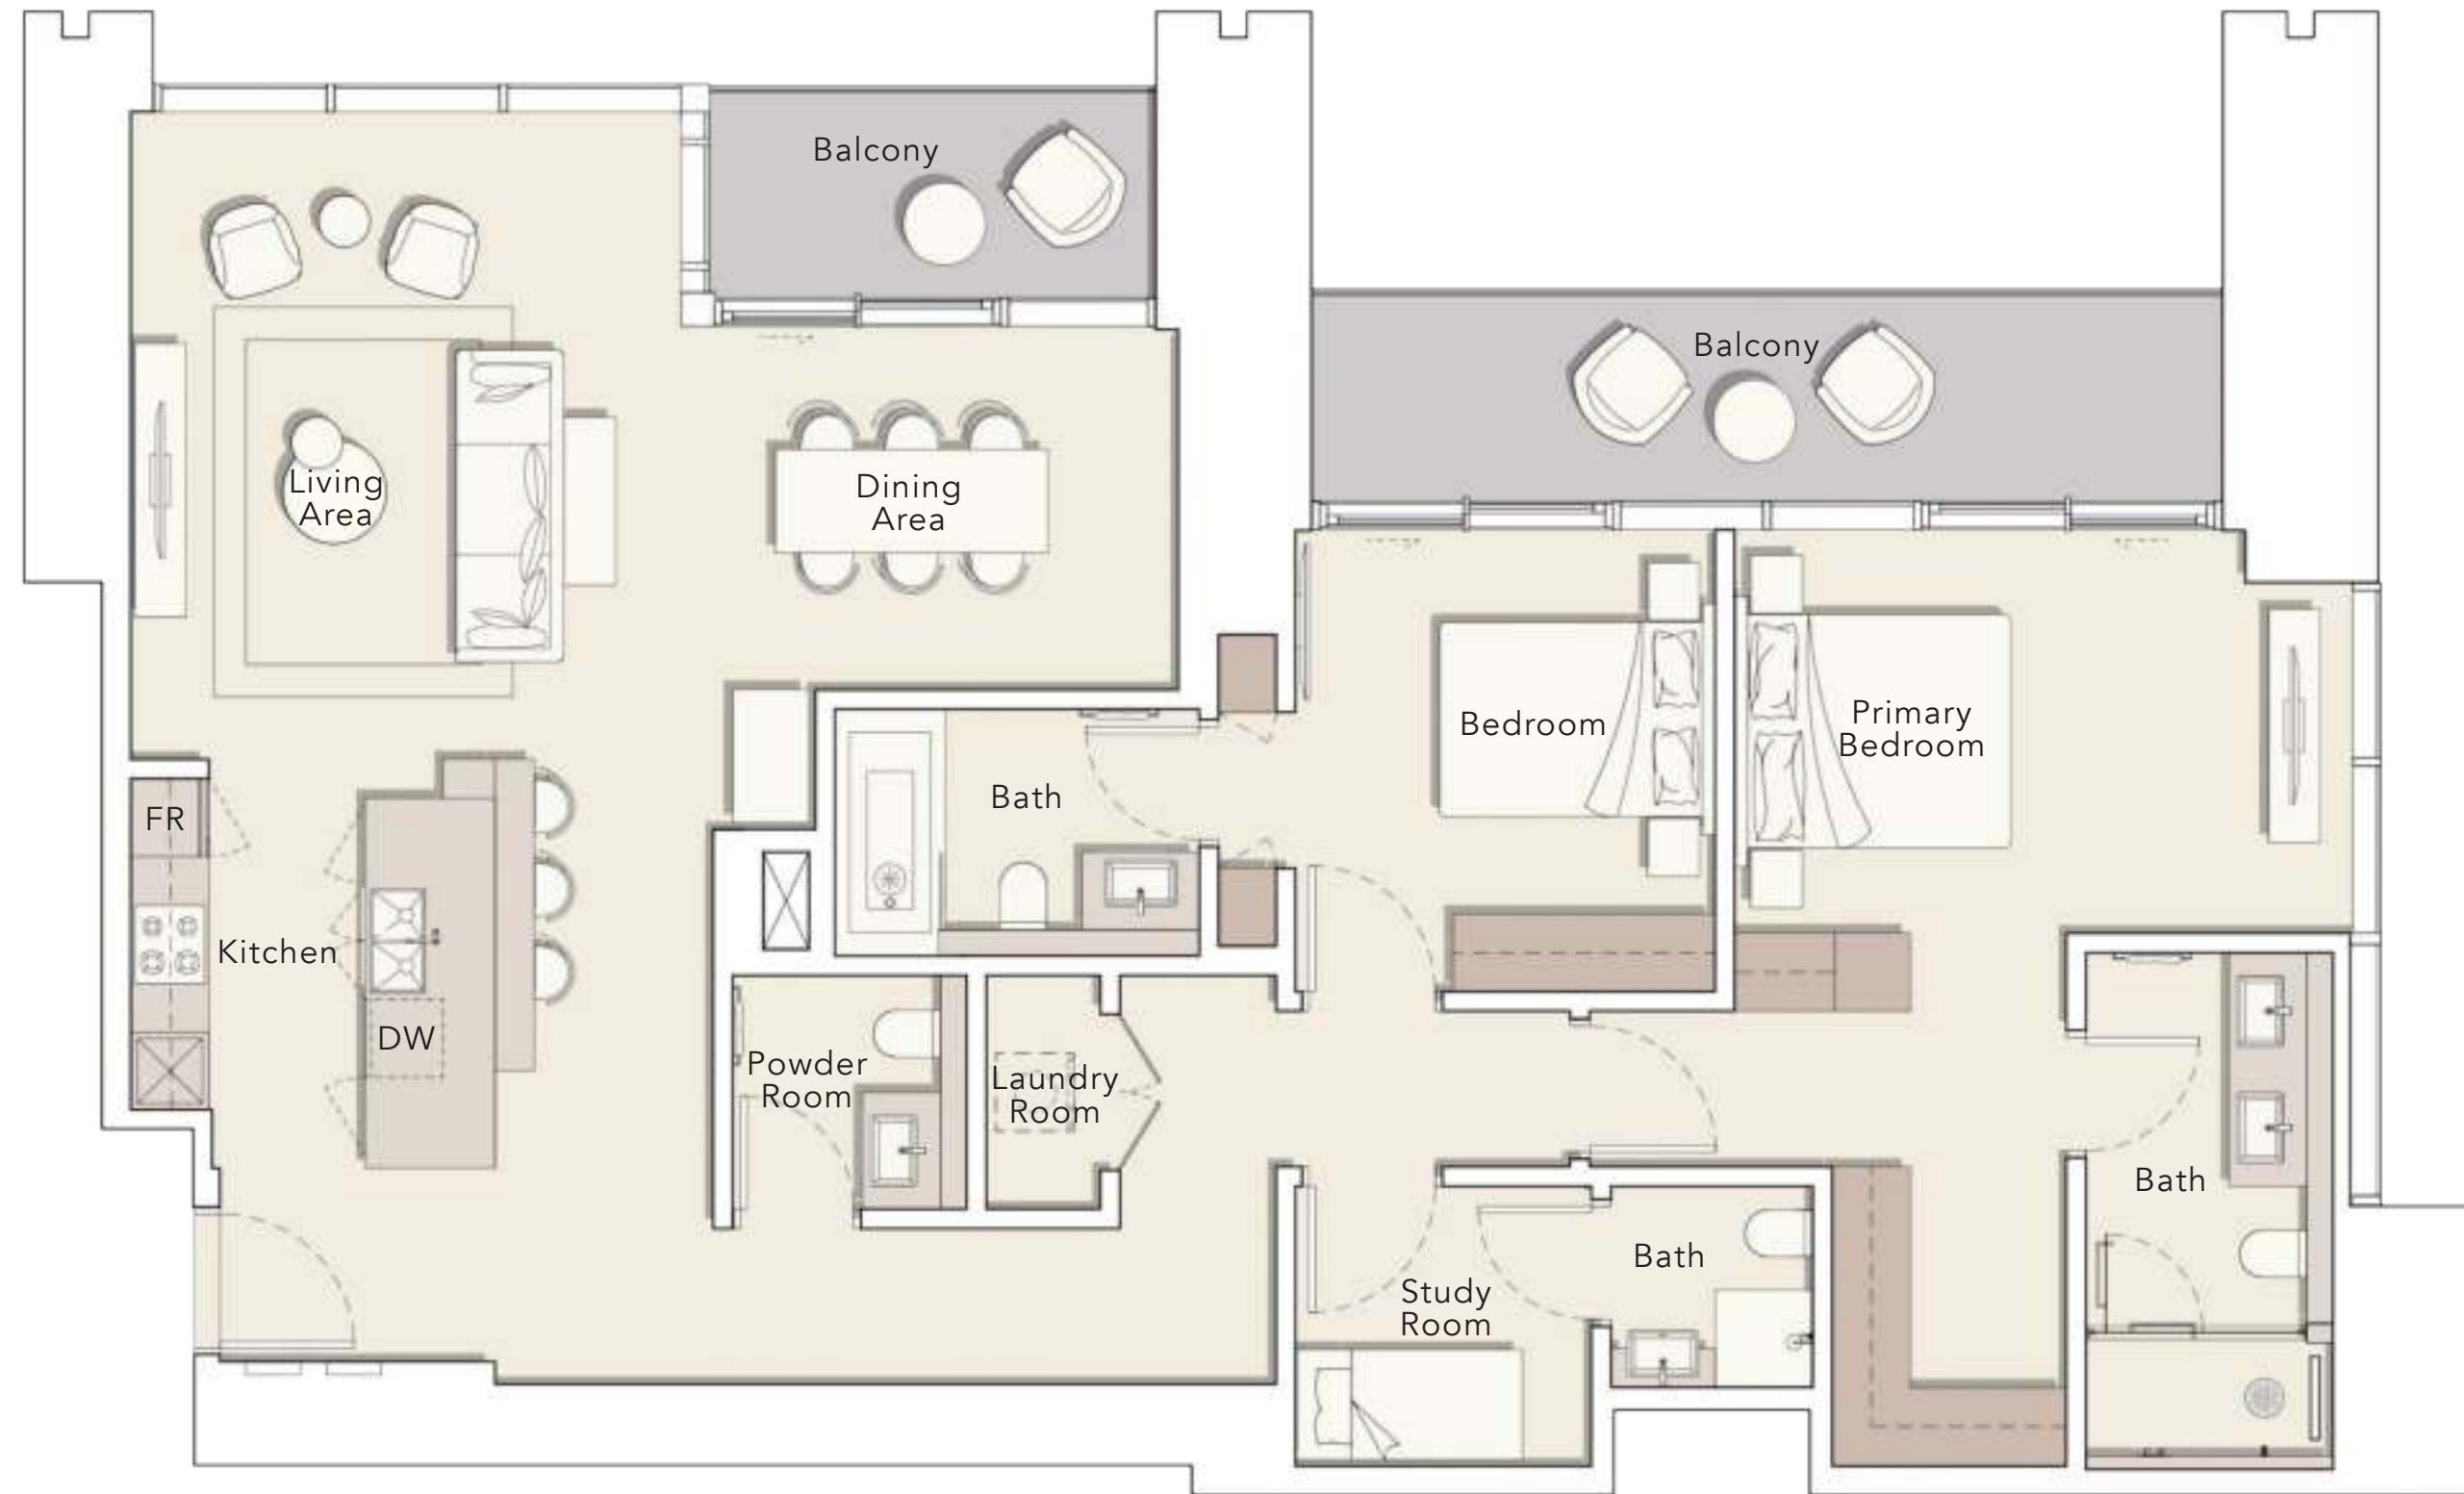 Balcony
Balcony
Living
Area
Dining
Area
Bedroom
Primary
Bedroom
Bath
FR
Kitchen
DW
Powder
Room
Laundry
Room
Bath
Bath
Study
Room